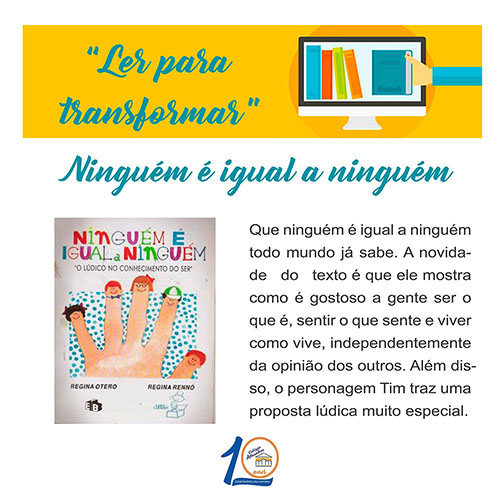 “Ler para
transformar”
Ninguém é igual a ninguém
NINGUÉM É
IGUAL a NINGUÉM
"O LÚDICO NO CONHECIMENTO DO SER"
REGINA OTERO
REGINA RENNÓ
EB
Que ninguém é igual a ninguém
todo mundo já sabe. A novida-
de do texto é que ele mostra
como é gostoso a gente ser o
que é, sentir o que sente e viver
como vive, independentemente
da opinião dos outros. Além dis-
so, o personagem Tim traz uma
proposta lúdica muito especial.
10
anos